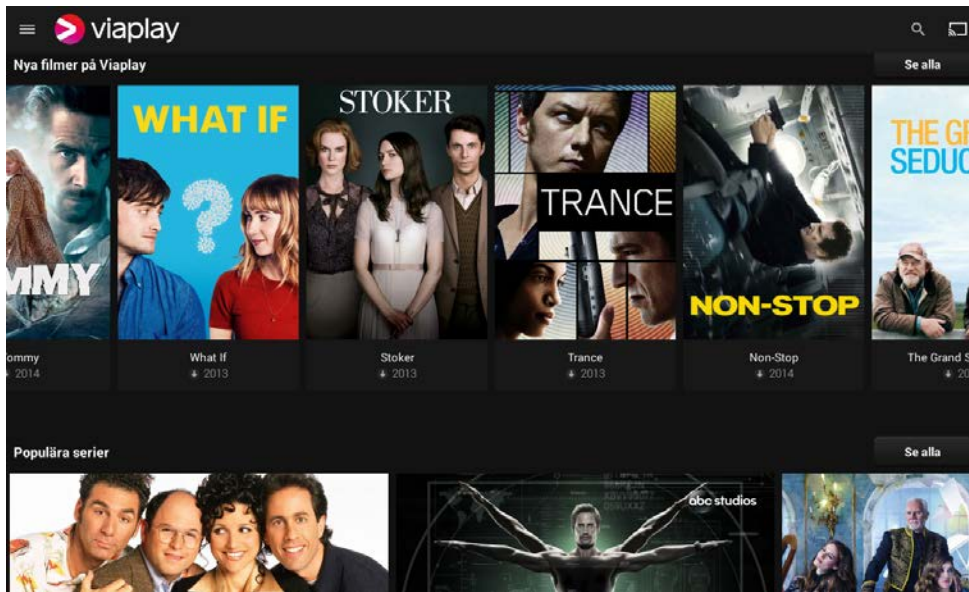 viaplay
Nya filmer på Viaplay
Se alla
MMY
WHAT IF
STOKER
TRANCE
NON-STOP
THE GR
SEDUC
ommy
2014
What If
2013
Stoker
2013
Trance
2013
Non-Stop
2014
The Grand S
20
Populära serier
Se alla
abc studios